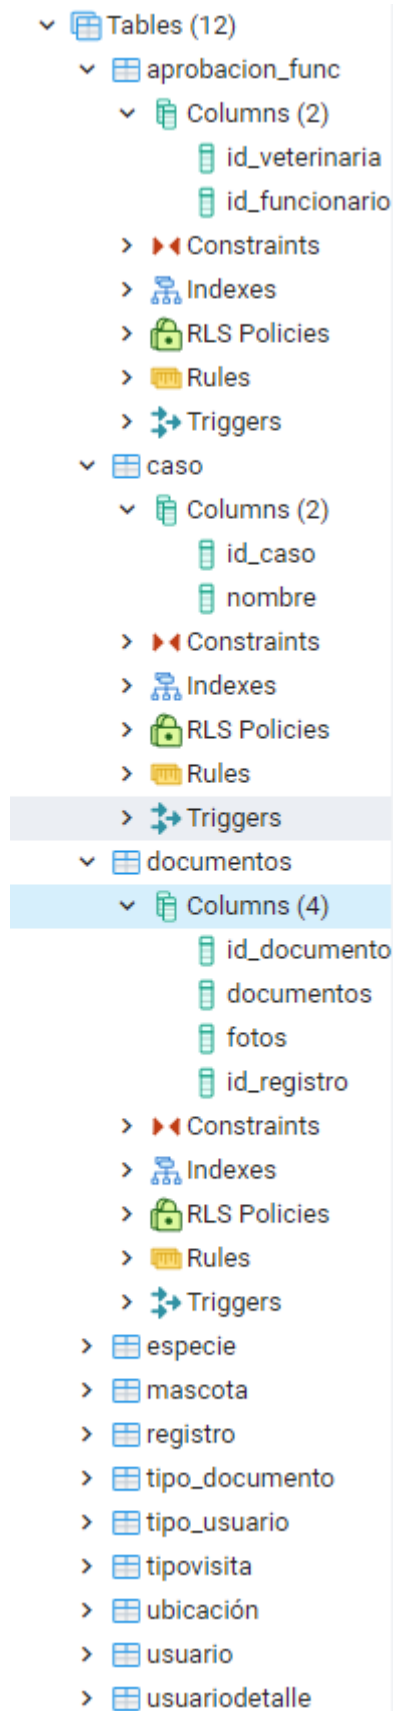 Tables (12)
aprobacion_func
Columns (2)
id_veterinaria
id_funcionario
Constraints
Indexes
RLS Policies
Rules
Triggers
caso
Columns (2)
id_caso
nombre
Constraints
Indexes
RLS Policies
Rules
Triggers
documentos
Columns (4)
id_documento
documentos
fotos
id_registro
Constraints
Indexes
RLS Policies
Rules
Triggers
especie
mascota
registro
tipo_documento
tipo_usuario
tipovisita
ubicación
usuario
usuariodetalle